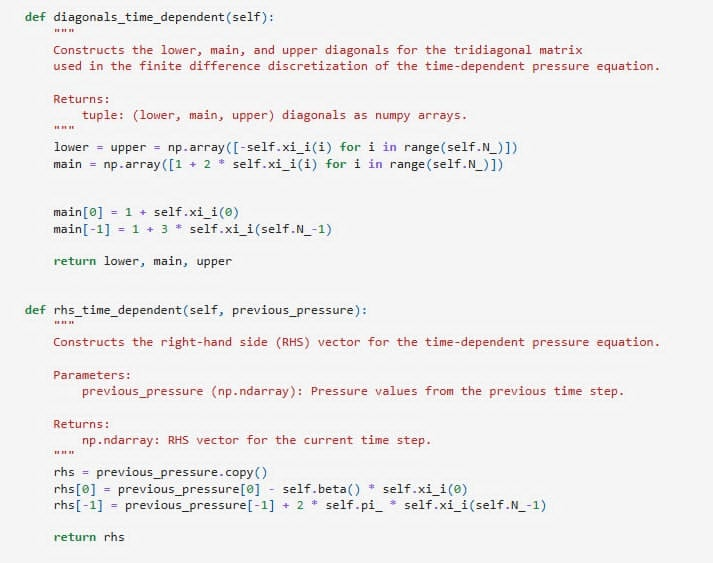 def diagonals_time_dependent(self):
"""
Constructs the lower, main, and upper diagonals for the tridiagonal matrix
used in the finite difference discretization of the time-dependent pressure equation.
Returns:
tuple: (lower, main, upper) diagonals as numpy arrays.
"""
lower = upper = np.array([-self.xi_i(i) for i in range(self.N_)])
main = np.array([1 + 2 * self.xi_i(i) for i in range(self.N_)])
main[0] = 1 + self.xi_i(0)
main[-1] = 1 + 3 * self.xi_i(self.N_-1)
return lower, main, upper
def rhs_time_dependent(self, previous_pressure):
"""
Constructs the right-hand side (RHS) vector for the time-dependent pressure equation.
Parameters:
previous_pressure (np.ndarray): Pressure values from the previous time step.
Returns:
np.ndarray: RHS vector for the current time step.
"""
rhs = previous_pressure.copy()
rhs[0] = previous_pressure[0] - self.beta() * self.xi_i(0)
rhs[-1] = previous_pressure[-1] + 2 * self.pi_ * self.xi_i(self.N_-1)
return rhs